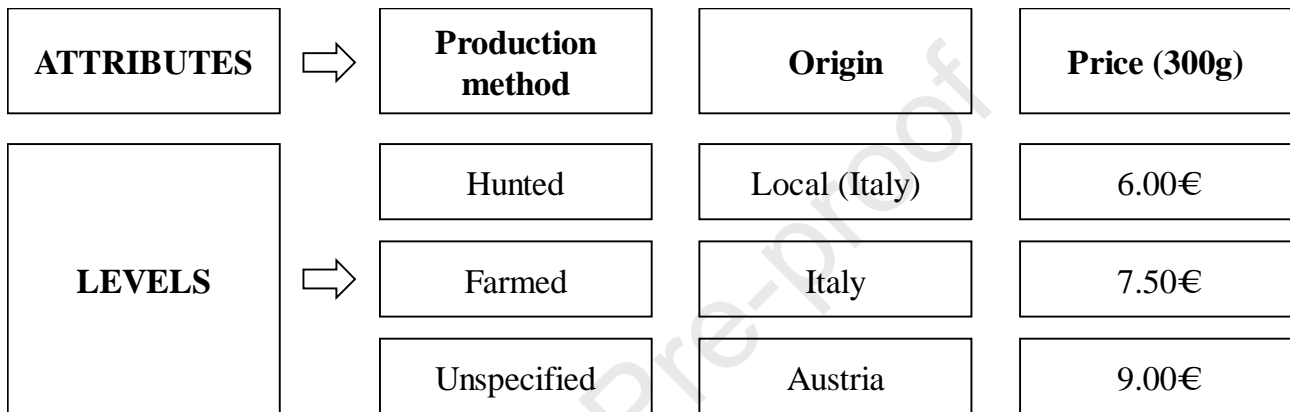 ATTRIBUTES
Production
method
Origin
Price (300g)
LEVELS
Hunted
Local (Italy)
6.00€
Farmed
Italy
7.50€
Unspecified
Austria
9.00€
Pre-proof